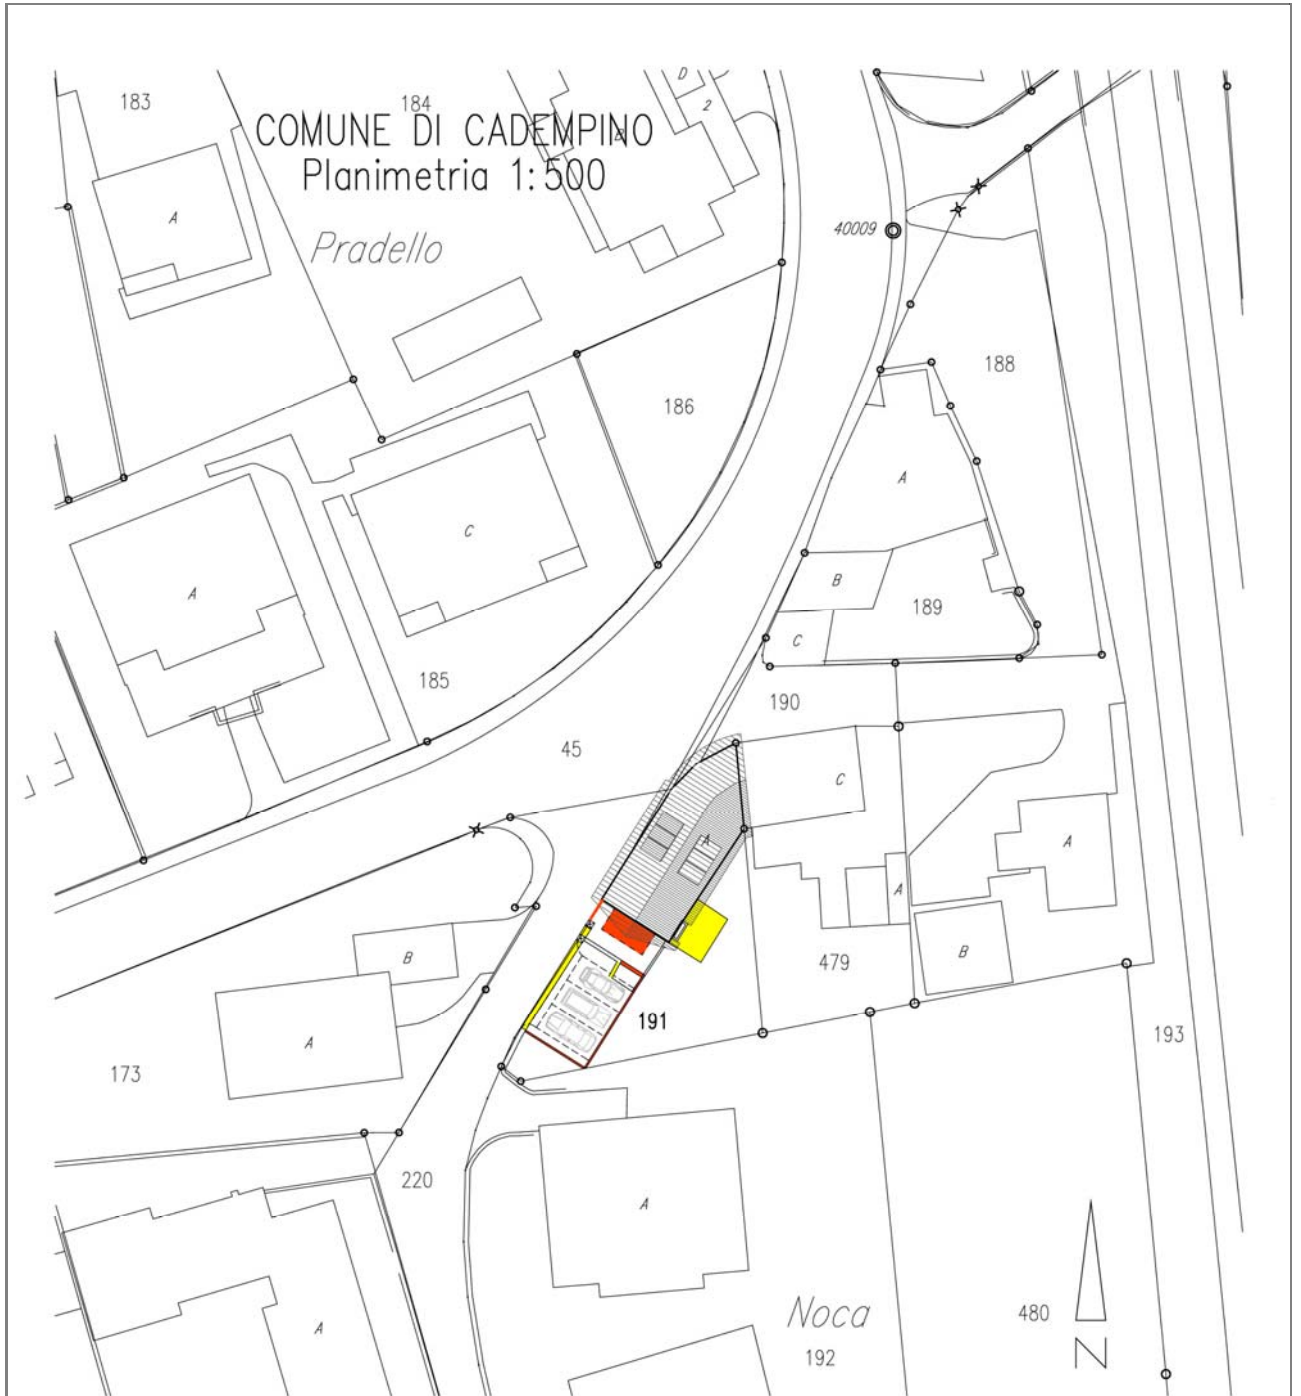 183
184
D
2
COMUNE DI CADEMPINO
B
Planimetria 1:500
A
Pradello
40009
188
186
A
C
B
A
189
C
185
190
45
C
A
A
A
B
479
B
191
A
193
173
220
A
Noca
480
A
192
N